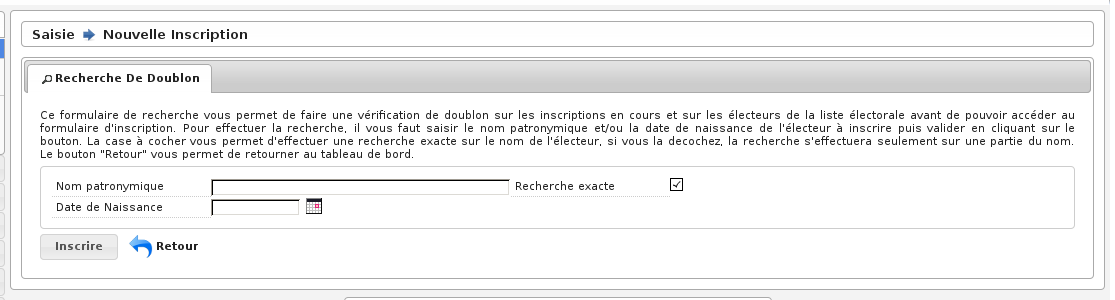 Saisie Nouvelle Inscription
Recherche De Doublon
Ce formulaire de recherche vous permet de faire une vérification de doublon sur les inscriptions en cours et sur les électeurs de la liste électorale avant de pouvoir accéder au
formulaire d'inscription. Pour effectuer la recherche, il vous faut saisir le nom patronymique et/ou la date de naissance de l'électeur à inscrire puis valider en cliquant sur le
bouton. La case à cocher vous permet d'effectuer une recherche exacte sur le nom de l'électeur, si vous la decochez, la recherche s'effectuera seulement sur une partie du nom.
Le bouton "Retour" vous permet de retourner au tableau de bord.
Nom patronymique Recherche exacte
Date de Naissance
Inscrire Retour